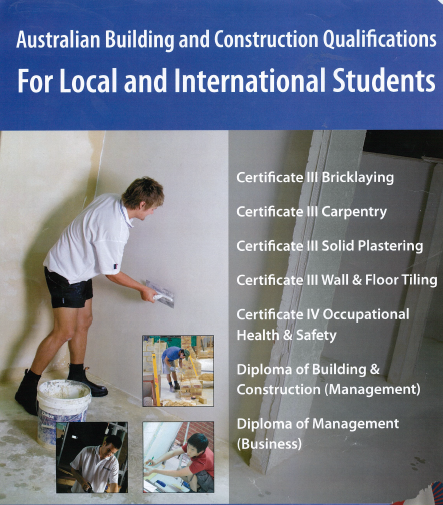 Australian Building and Construction Qualifications
For Local and International Students
Certificate III Bricklaying
Certificate III Carpentry
Certificate III Solid Plastering
Certificate III Wall & Floor Tiling
Certificate IV Occupational
Health & Safety
Diploma of Building &
Construction (Management)
Diploma of Management
(Business)